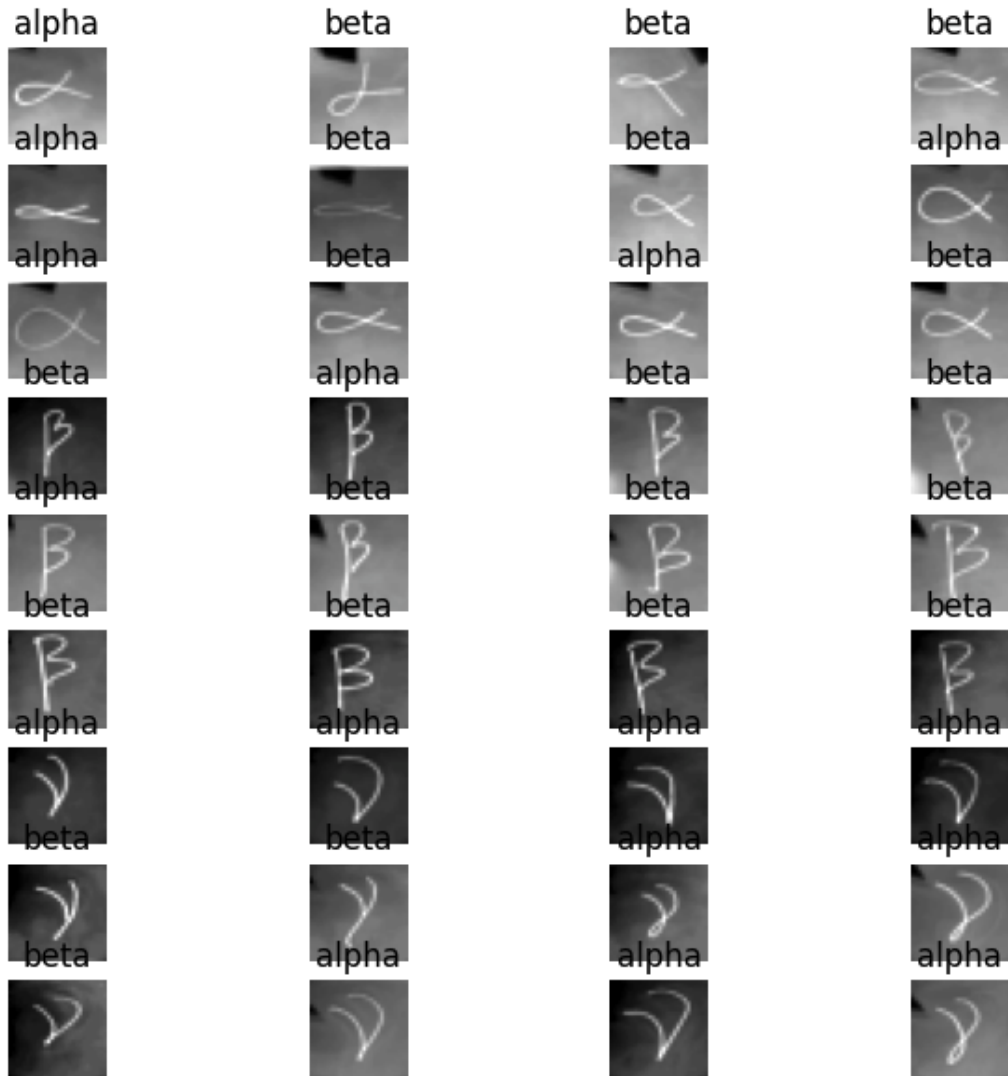 alpha beta beta beta
α α α α
alpha beta beta alpha
α α α α
alpha beta alpha beta
α α α α
beta alpha beta beta
β β β β
alpha beta beta beta
β β β β
beta beta beta beta
β β β β
alpha alpha alpha alpha
γ γ γ γ
beta beta alpha alpha
γ γ γ γ
beta alpha alpha alpha
γ γ γ γ